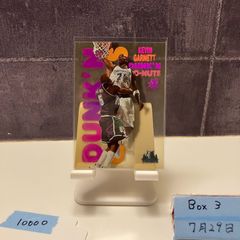 KEVIN
GARNETT
DUNK'N
10000
Box 3
7月29日